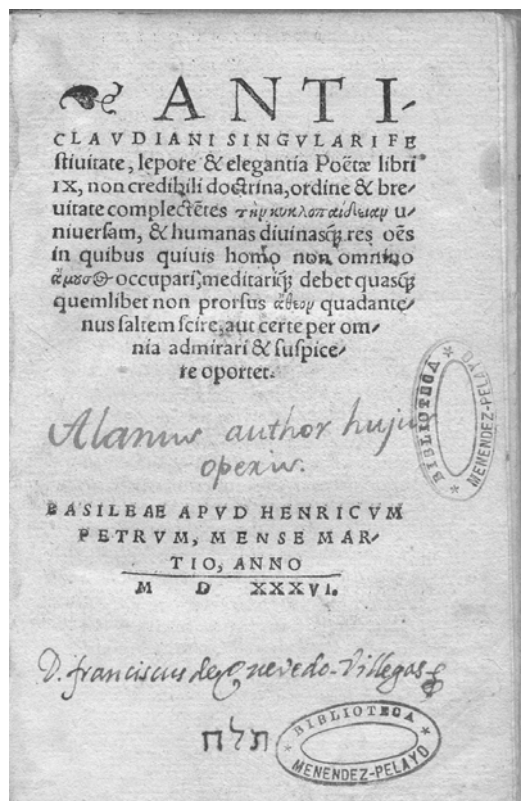 ANTI-
CLAVDIANI SINGVLARI FE
stiuitate, lepore & elegantia Poëtæ libri
IX, non credibili doctrina, ordine & bre-
uitate complectẽtes τὴν κυκλοπαίδειαν u-
niuersam, & humanas diuinasq́; res oẽs
in quibus quiuis homo non omnino
ἄμουσος occupari, meditariq́; debet quasq́;
quemlibet non prorsus ἄθεον quadante-
nus saltem scire, aut certe per om-
nia admirari & suspice-
re oportet.
Alanus author hujus
operis.
BIBLIOTECA
MENENDEZ-PELAYO
BASILEAE APVD HENRICVM
PETRVM, MENSE MAR-
TIO, ANNO
M D XXXVI.
D. franciscus de Quevedo-Villegas
תלח
BIBLIOTECA
MENENDEZ-PELAYO